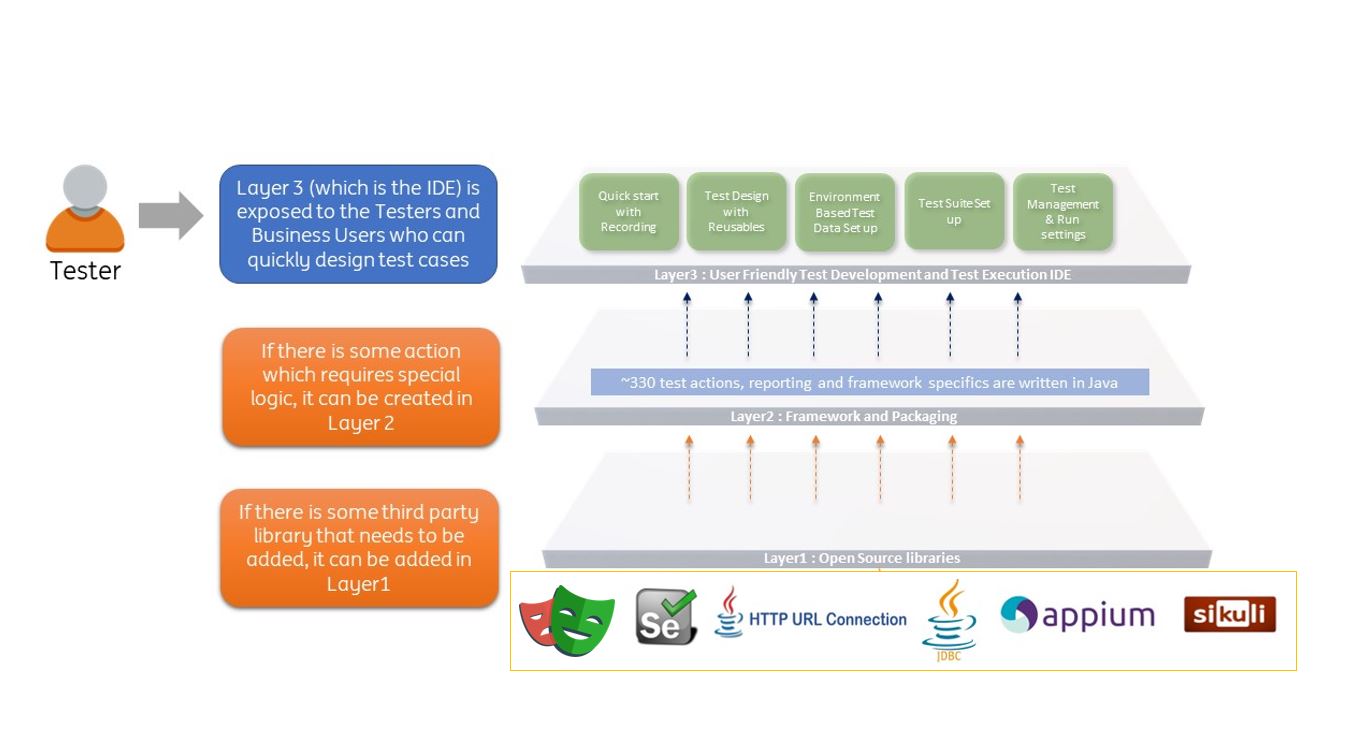 Tester
Layer 3 (which is the IDE) is
exposed to the Testers and
Business Users who can
quickly design test cases
Quick start
with
Recording
Test Design
with
Reusables
Environment
Based Test
Data Set up
Test Suite Set
up
Test
Management
& Run
settings
Layer3 : User Friendly Test Development and Test Execution IDE
If there is some action
which requires special
logic, it can be created in
Layer 2
~330 test actions, reporting and framework specifics are written in Java
Layer2 : Framework and Packaging
If there is some third party
library that needs to be
added, it can be added in
Layer1
Layer1 : Open Source libraries
Se
HTTP URL Connection
JDBC
appium
sikuli